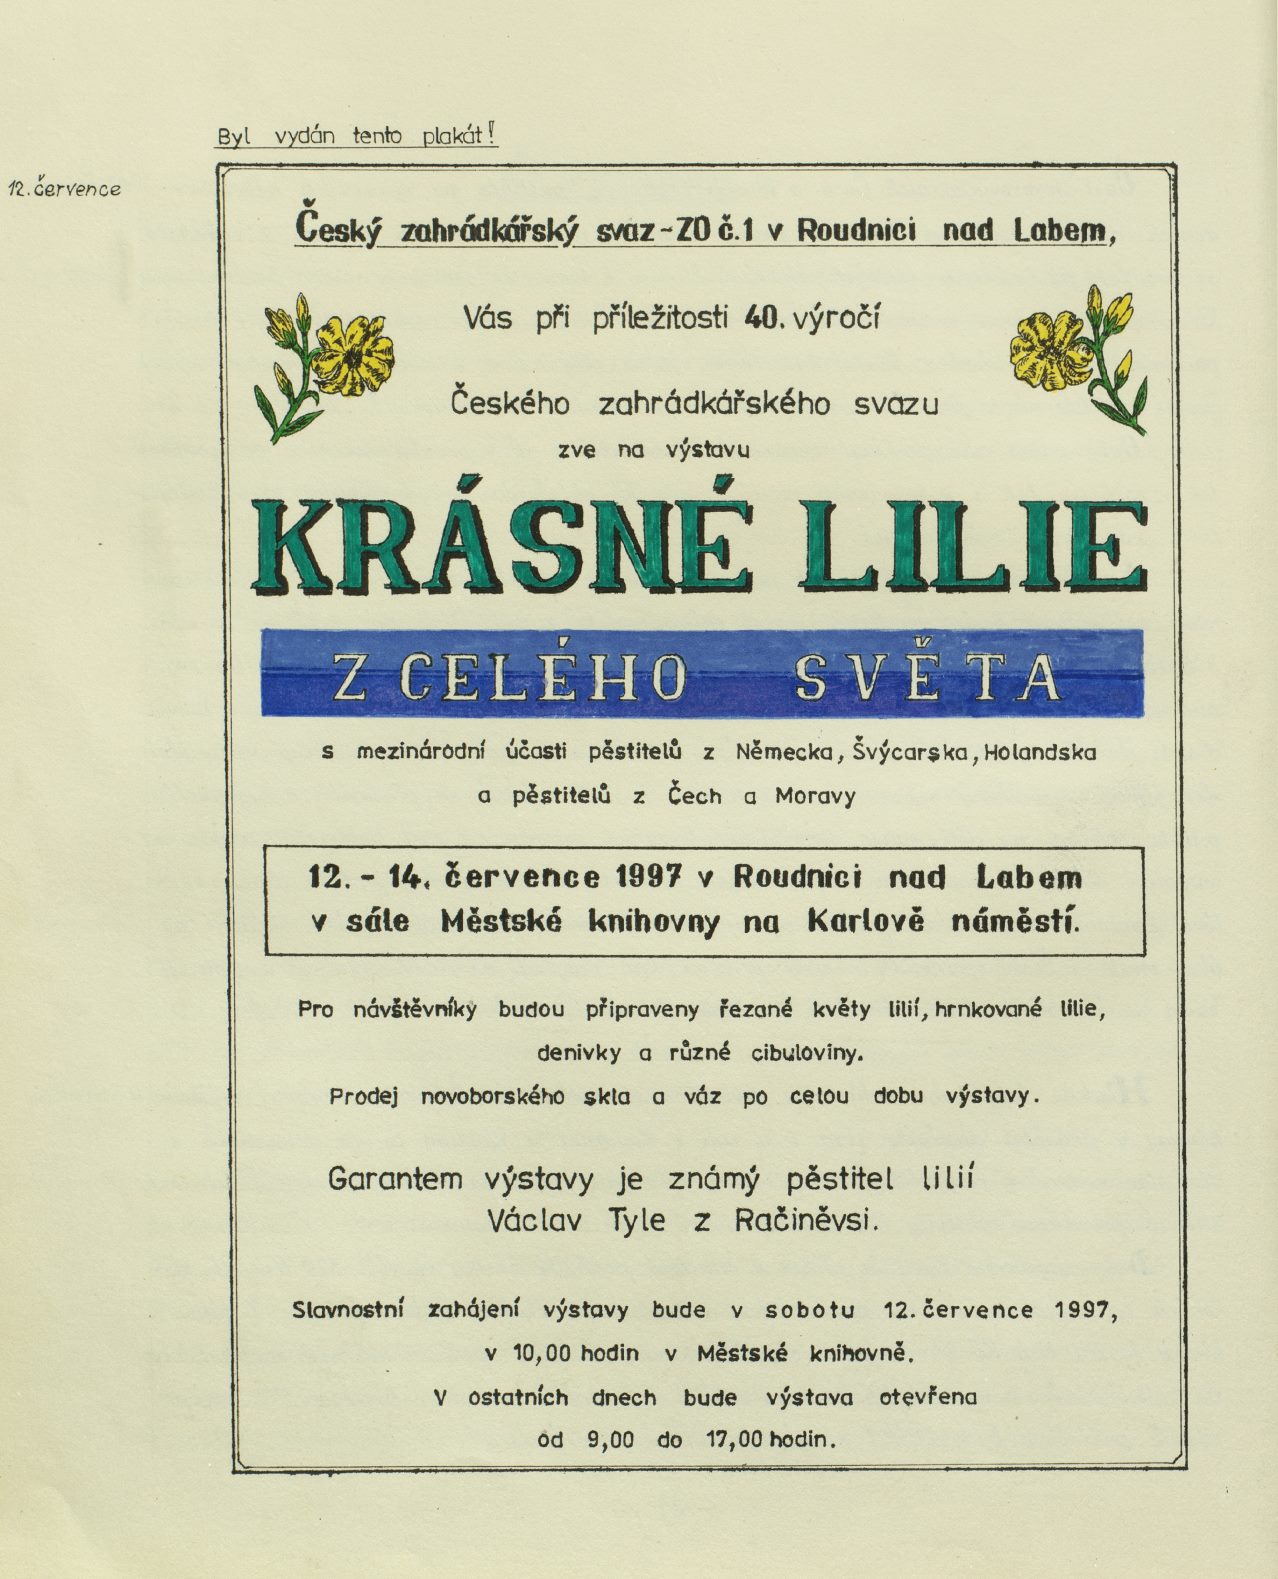 Byl vydán tento plakát!
12. července
Český zahrádkářský svaz-ZO č.1 v Roudnici nad Labem,
Vás při příležitosti 40. výročí
Českého zahrádkářského svazu
zve na výstavu
KRÁSNÉ LILIE
Z CELÉHO SVĚTA
s mezinárodní účasti pěstitelů z Německa, Švýcarska, Holandska
a pěstitelů z Čech a Moravy
12. - 14. července 1997 v Roudnici nad Labem
v sále Městské knihovny na Karlově náměstí.
Pro návštěvníky budou připraveny řezané květy lilií, hrnkované lilie,
denivky a různé cibuloviny.
Prodej novoborského skla a váz po celou dobu výstavy.
Garantem výstavy je známý pěstitel lilií
Václav Tyle z Račiněvsi.
Slavnostní zahájení výstavy bude v sobotu 12. července 1997,
v 10,00 hodin v Městské knihovně.
V ostatních dnech bude výstava otevřena
od 9,00 do 17,00 hodin.